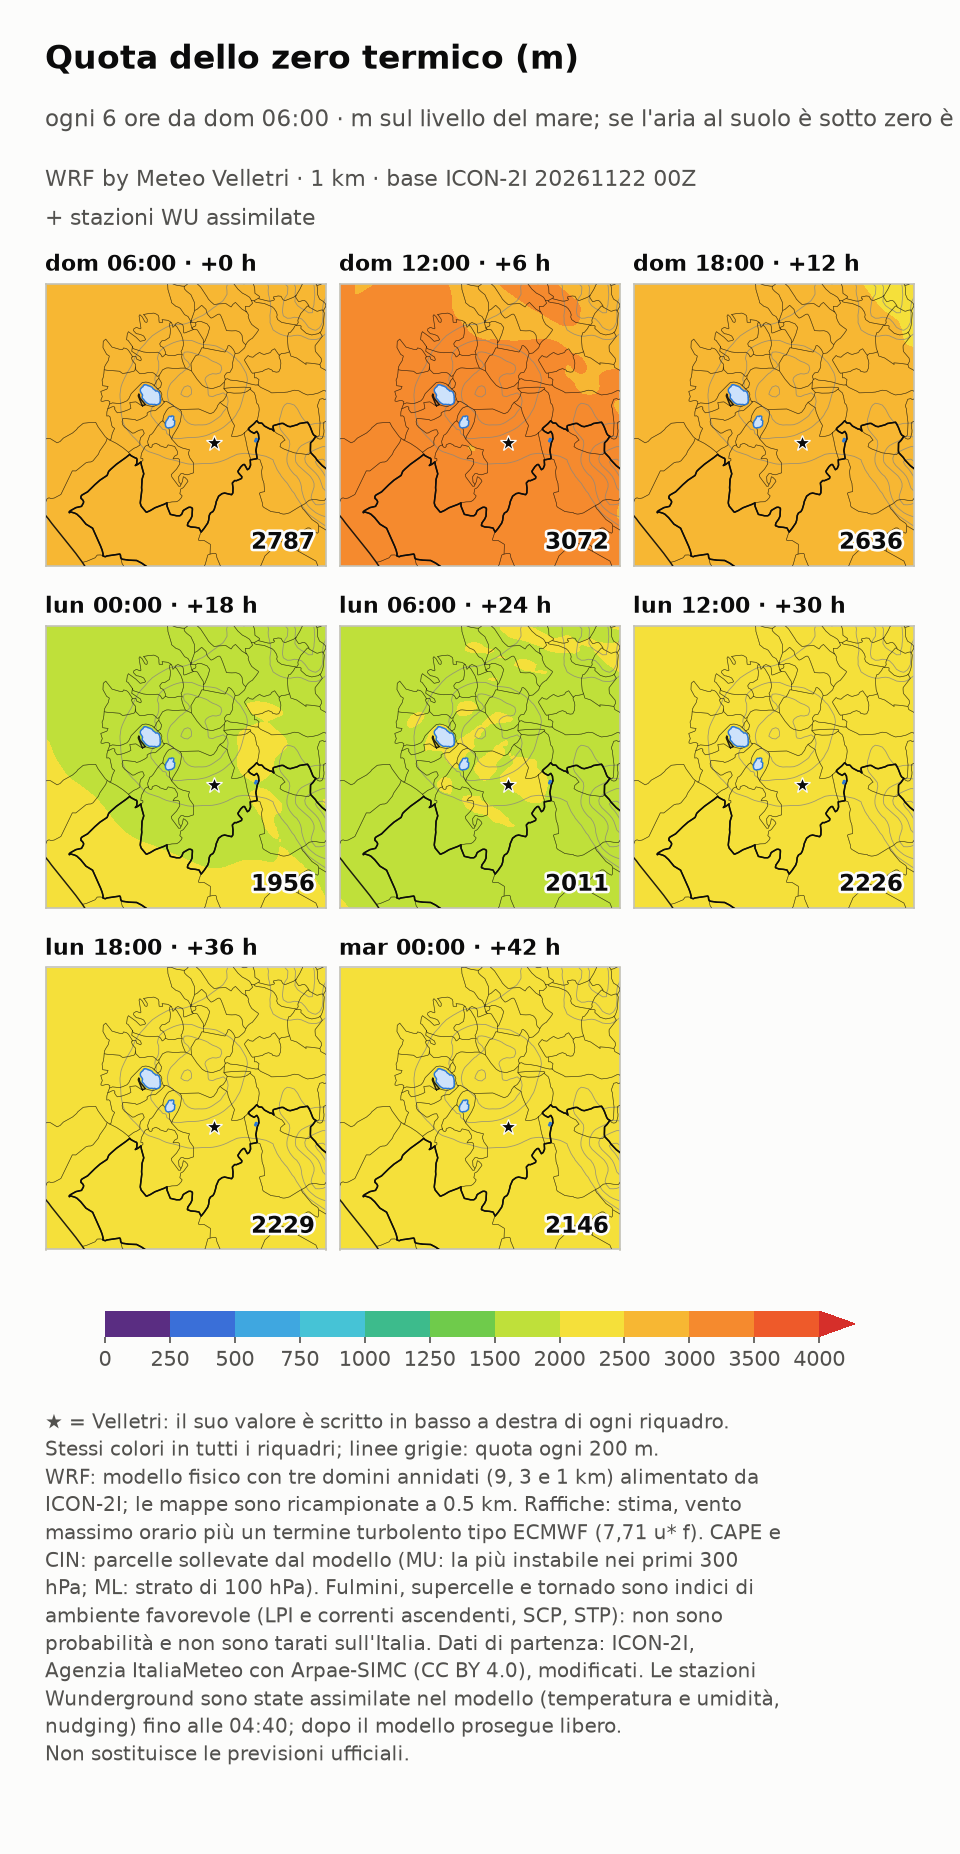 Quota dello zero termico (m)
ogni 6 ore da dom 06:00 · m sul livello del mare; se l'aria al suolo è sotto zero è
WRF by Meteo Velletri · 1 km · base ICON-2I 20261122 00Z
+ stazioni WU assimilate
dom 06:00 · +0 h
dom 12:00 · +6 h
dom 18:00 · +12 h
2787
3072
2636
lun 00:00 · +18 h
lun 06:00 · +24 h
lun 12:00 · +30 h
1956
2011
2226
lun 18:00 · +36 h
mar 00:00 · +42 h
2229
2146
0 250 500 750 1000 1250 1500 2000 2500 3000 3500 4000
★ = Velletri: il suo valore è scritto in basso a destra di ogni riquadro.
Stessi colori in tutti i riquadri; linee grigie: quota ogni 200 m.
WRF: modello fisico con tre domini annidati (9, 3 e 1 km) alimentato da
ICON-2I; le mappe sono ricampionate a 0.5 km. Raffiche: stima, vento
massimo orario più un termine turbolento tipo ECMWF (7,71 u* f). CAPE e
CIN: parcelle sollevate dal modello (MU: la più instabile nei primi 300
hPa; ML: strato di 100 hPa). Fulmini, supercelle e tornado sono indici di
ambiente favorevole (LPI e correnti ascendenti, SCP, STP): non sono
probabilità e non sono tarati sull'Italia. Dati di partenza: ICON-2I,
Agenzia ItaliaMeteo con Arpae-SIMC (CC BY 4.0), modificati. Le stazioni
Wunderground sono state assimilate nel modello (temperatura e umidità,
nudging) fino alle 04:40; dopo il modello prosegue libero.
Non sostituisce le previsioni ufficiali.